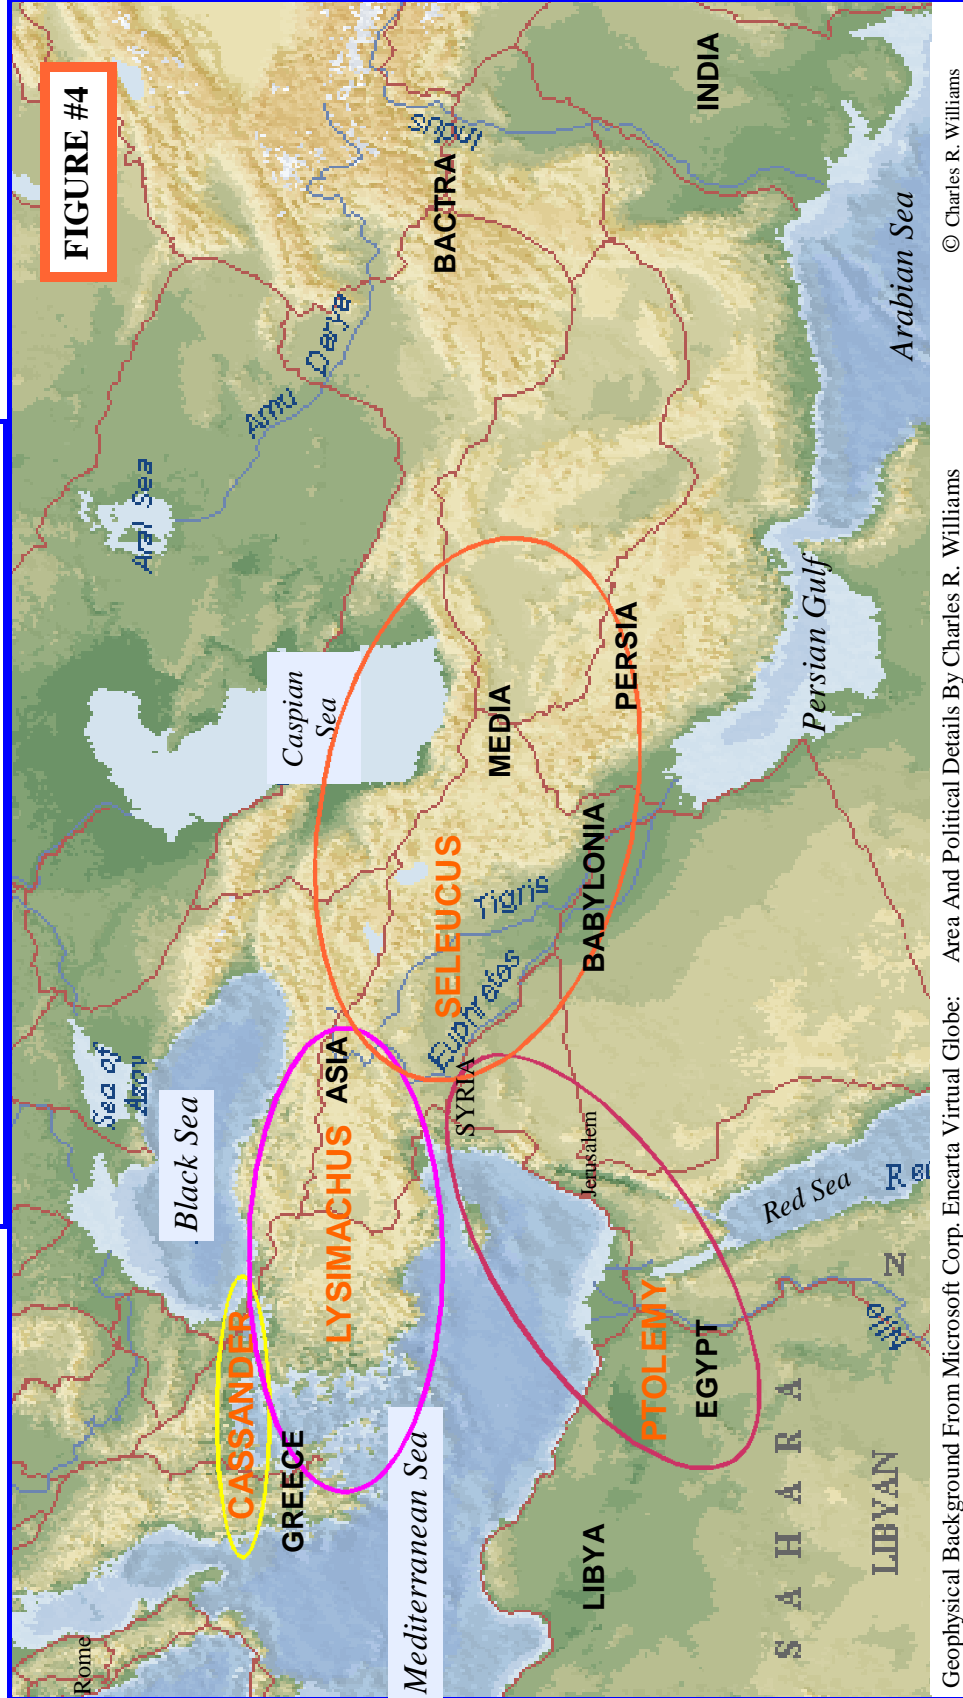 FIGURE #4
INDIA
Indus
BACTRA
Amu Darya
Aral Sea
Arabian Sea
Caspian
Sea
MEDIA
PERSIA
Persian Gulf
SELEUCUS
Tigris
Euphrates
BABYLONIA
Sea of
Azov
Black Sea
ASIA
LYSIMACHUS
SYRIA
Jerusalem
Red Sea
Red
CASSANDER
GREECE
PTOLEMY
EGYPT
Nile
N
Mediterranean Sea
LIBYA
SAHARA
LIBYAN
Rome
Geophysical Background From Microsoft Corp. Encarta Virtual Globe: Area And Political Details By Charles R. Williams © Charles R. Williams